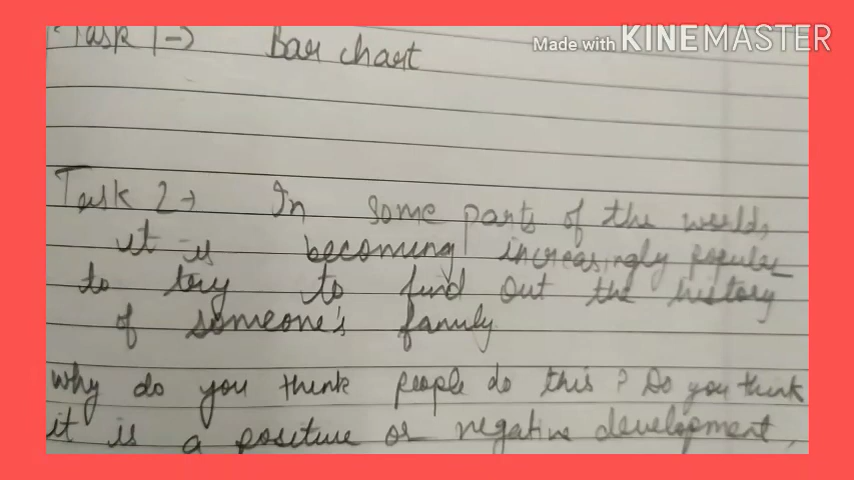 Made with KINEMASTER
Task 1 → Bar chart
Task 2 → In some parts of the world,
it is becoming increasingly popular
to try to find out the history
of someone's family
why do you think people do this? Do you think
it is a positive or negative development,